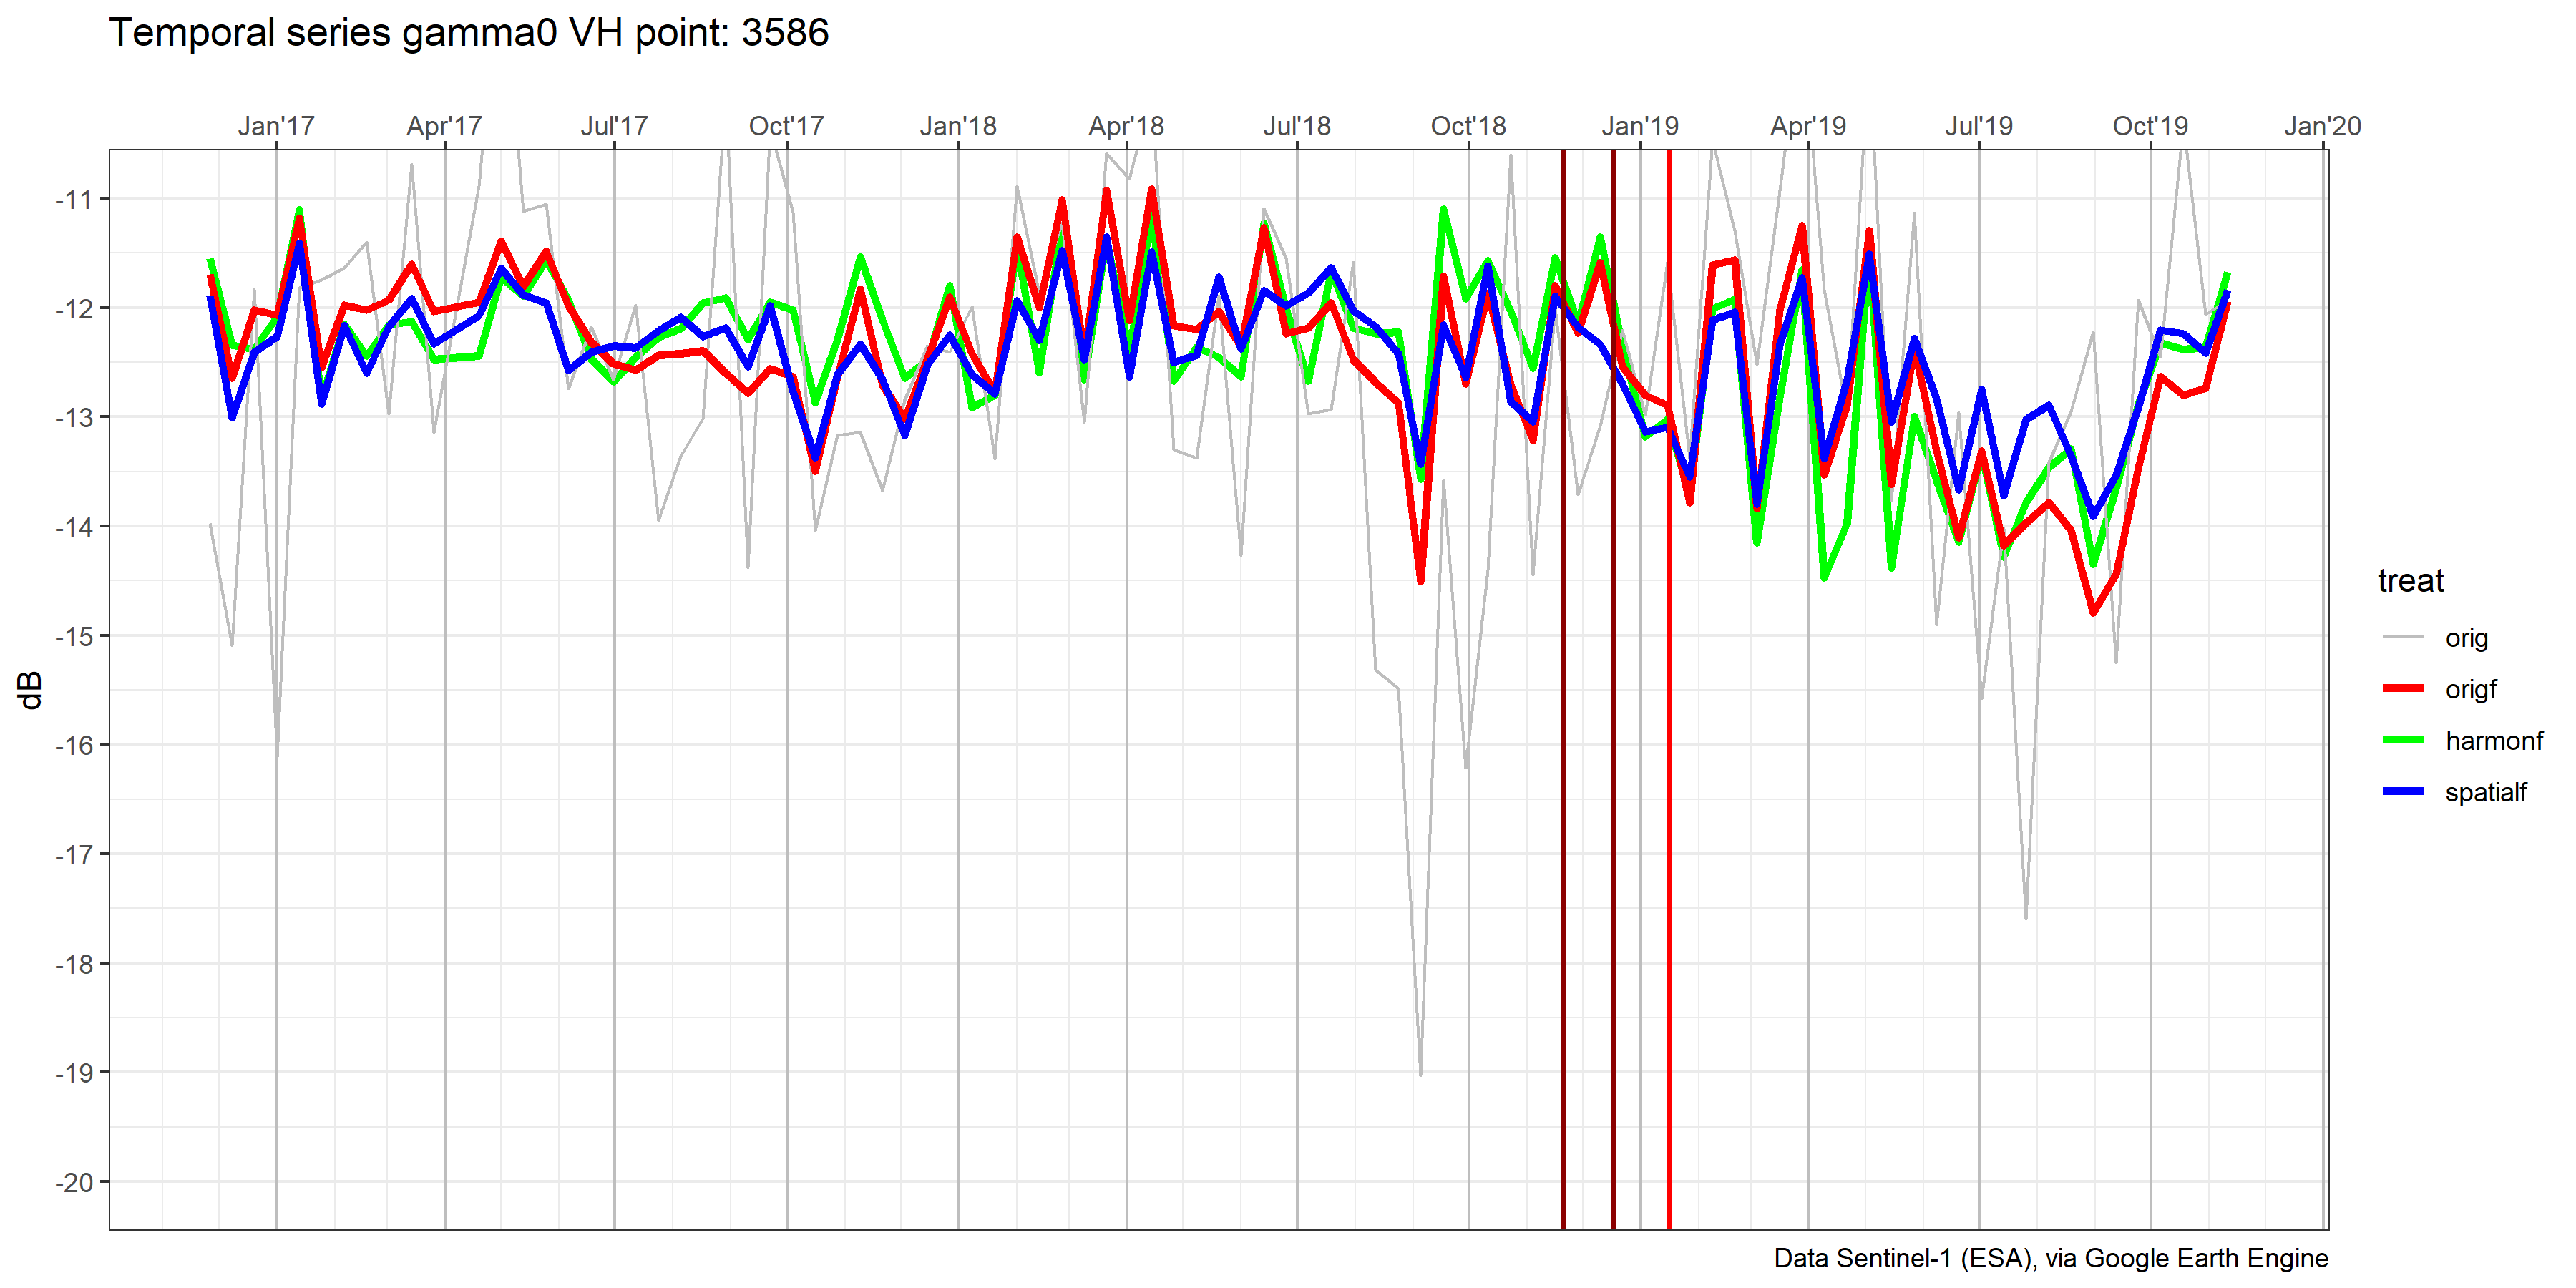 Temporal series gamma0 VH point: 3586
Jan'17 Apr'17 Jul'17 Oct'17 Jan'18 Apr'18 Jul'18 Oct'18 Jan'19 Apr'19 Jul'19 Oct'19 Jan'20
-11
-12
-13
-14
-15
-16
-17
-18
-19
-20
dB
treat
orig
origf
harmonf
spatialf
Data Sentinel-1 (ESA), via Google Earth Engine